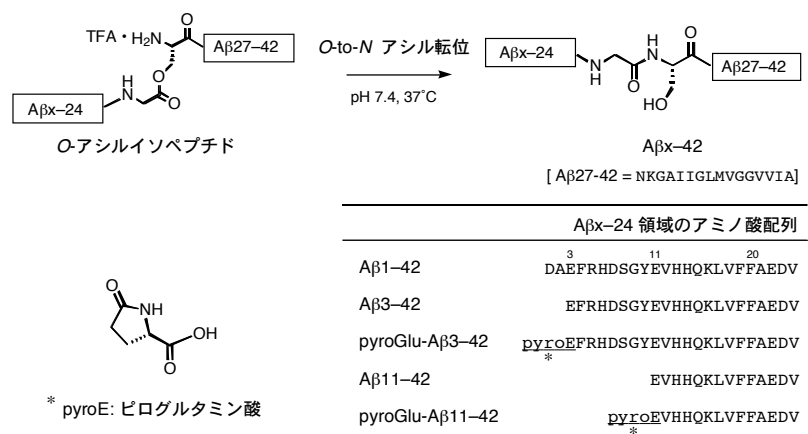 TFA・H2N
O
Aβ27–42
O
Aβx–24
H
N
O
O-アシルイソペプチド
O-to-N アシル転位
pH 7.4, 37˚C
Aβx–24
N
H
O
H
N
O
Aβ27–42
HO
Aβx–42
[ Aβ27-42 = NKGAIIGLMVGGVVIA]
Aβx–24 領域のアミノ酸配列
3 11 20
Aβ1–42 DAEFRHDSGYEVHHQKLVFFAEDV
Aβ3–42 EFRHDSGYEVHHQKLVFFAEDV
pyroGlu-Aβ3–42 pyroEFRHDSGYEVHHQKLVFFAEDV
*
Aβ11–42 EVHHQKLVFFAEDV
pyroGlu-Aβ11–42 pyroEVHHQKLVFFAEDV
*
O
NH
OH
O
* pyroE: ピログルタミン酸